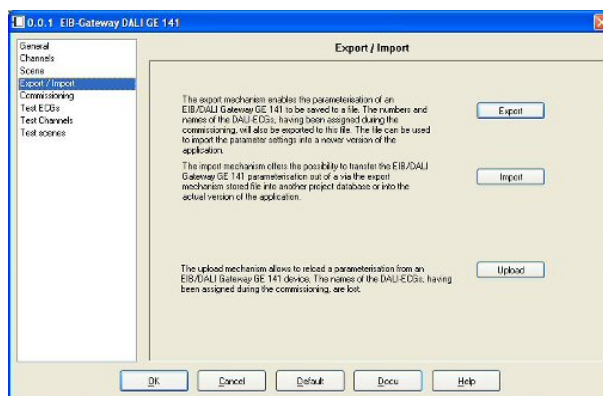 0.0.1 EIB-Gateway DALI GE 141
General
Channels
Scene
Export / Import
Commissioning
Test ECGs
Test Channels
Test scenes
Export / Import
The export mechanism enables the parameterisation of an
EIB/DALI Gateway GE 141 to be saved to a file. The numbers and
names of the DALI-ECGs, having been assigned during the
commissioning, will also be exported to this file. The file can be used
to import the parameter settings into a newer version of the
application.
Export
The import mechanism offers the possibility to transfer the EIB/DALI
Gateway GE 141 parameterisation out of a via the export
mechanism stored file into another project database or into the
actual version of the application.
Import
The upload mechanism allows to reload a parameterisation from an
EIB/DALI Gateway GE 141 device. The names of the DALI-ECGs, having
been assigned during the commissioning, are lost.
Upload
OK
Cancel
Default
Docu
Help